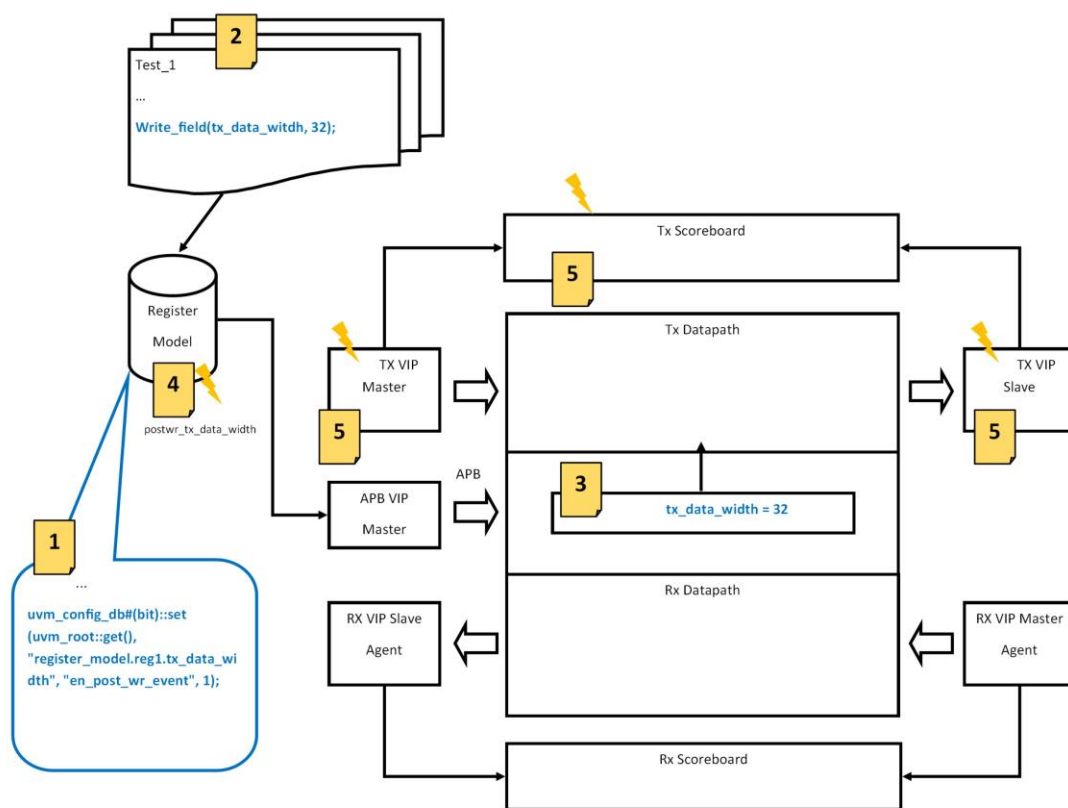 2
Test_1
...
Write_field(tx_data_witdh, 32);
Tx Scoreboard
5
Register
Model
4
postwr_tx_data_width
TX VIP
Master
5
Tx Datapath
TX VIP
Slave
5
APB VIP
Master
APB
3
tx_data_width = 32
1
...
uvm_config_db#(bit)::set
(uvm_root::get(),
"register_model.reg1.tx_data_wi
dth", "en_post_wr_event", 1);
RX VIP Slave
Agent
Rx Datapath
RX VIP Master
Agent
Rx Scoreboard